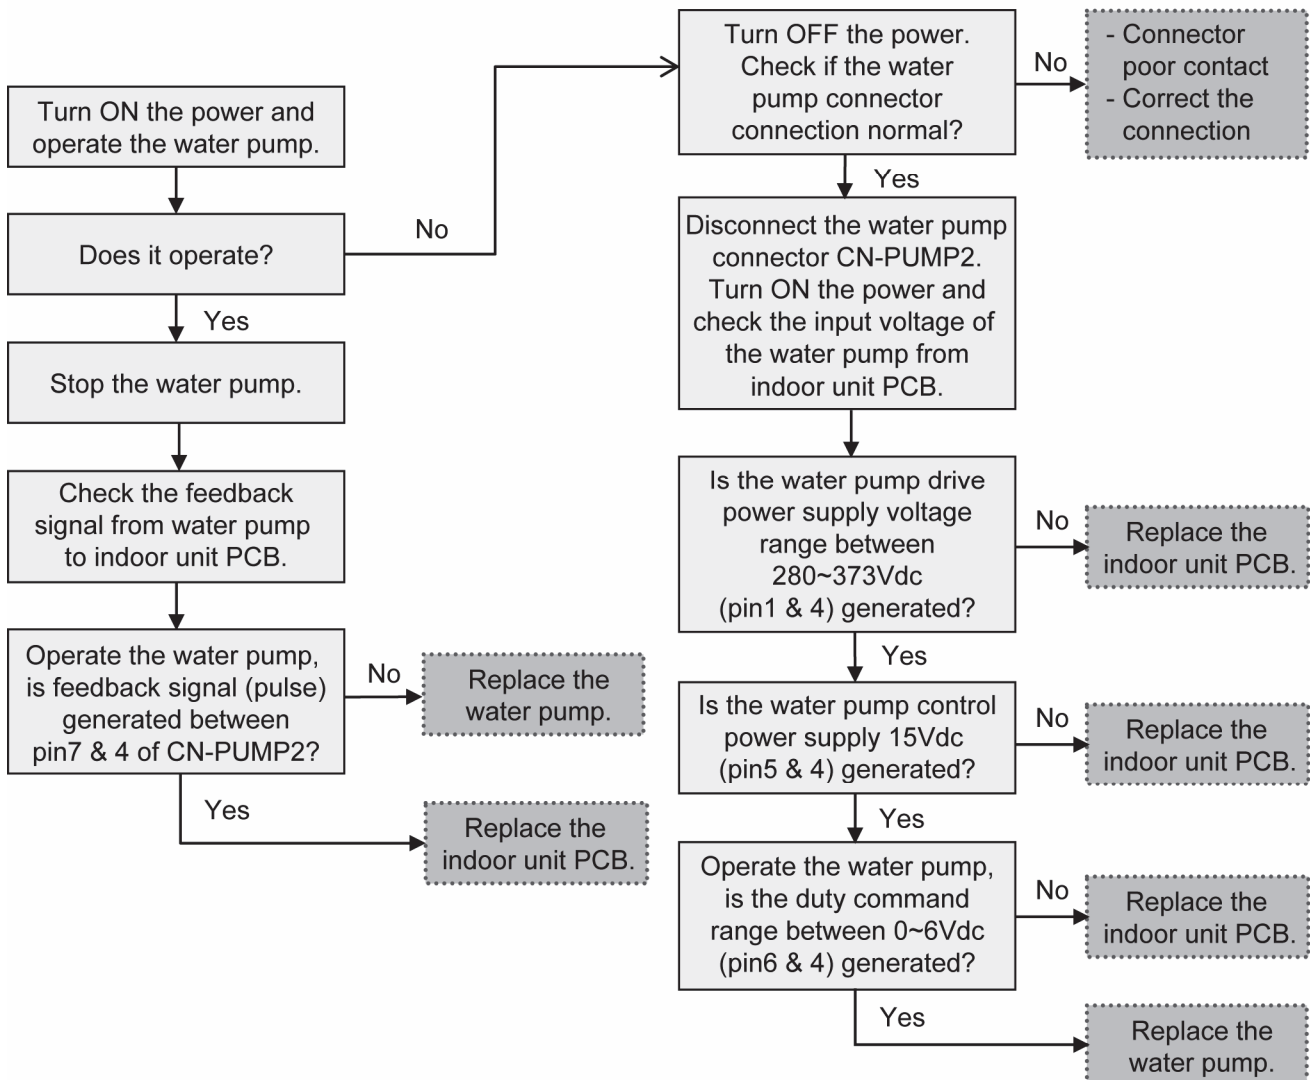 Turn ON the power and
operate the water pump.
Does it operate?
No
Yes
Stop the water pump.
Check the feedback
signal from water pump
to indoor unit PCB.
Operate the water pump,
is feedback signal (pulse)
generated between
pin7 & 4 of CN-PUMP2?
No
Replace the
water pump.
Yes
Replace the
indoor unit PCB.
Turn OFF the power.
Check if the water
pump connector
connection normal?
No
- Connector
poor contact
- Correct the
connection
Yes
Disconnect the water pump
connector CN-PUMP2.
Turn ON the power and
check the input voltage of
the water pump from
indoor unit PCB.
Is the water pump drive
power supply voltage
range between
280~373Vdc
(pin1 & 4) generated?
No
Replace the
indoor unit PCB.
Yes
Is the water pump control
power supply 15Vdc
(pin5 & 4) generated?
No
Replace the
indoor unit PCB.
Yes
Operate the water pump,
is the duty command
range between 0~6Vdc
(pin6 & 4) generated?
No
Replace the
indoor unit PCB.
Yes
Replace the
water pump.